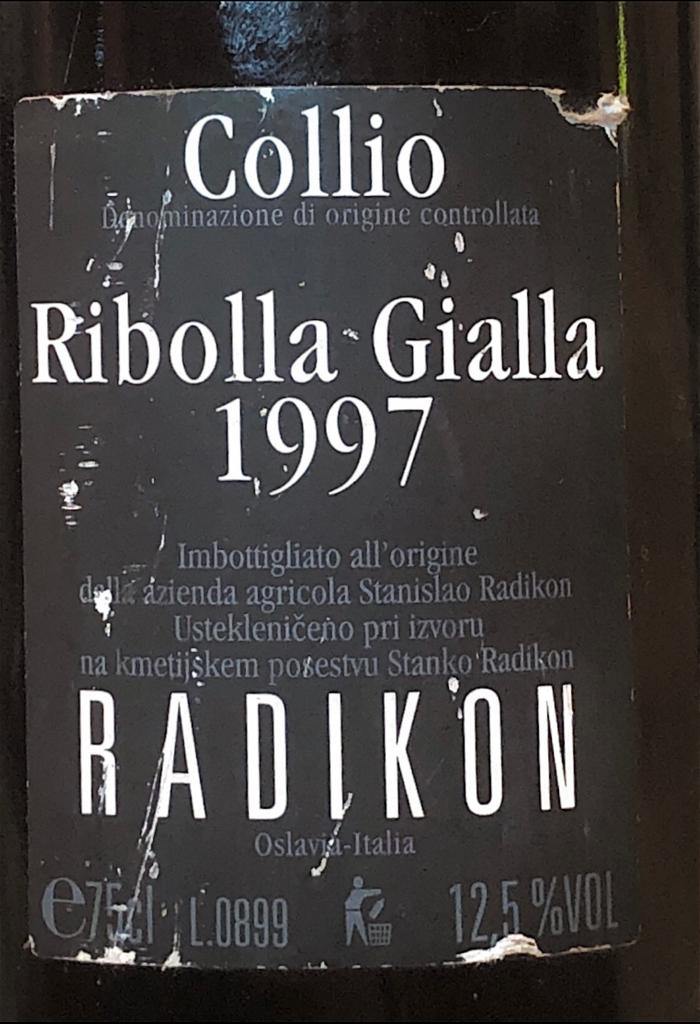 Collio
Denominazione di origine controllata
Ribolla Gialla
1997
Imbottigliato all'origine
dalla azienda agricola Stanislao Radikon
Ustekleničeno pri izvoru
na kmetijskem posestvu Stanko Radikon
RADIKON
Oslavia-Italia
e75cl L.0899 12,5 %VOL